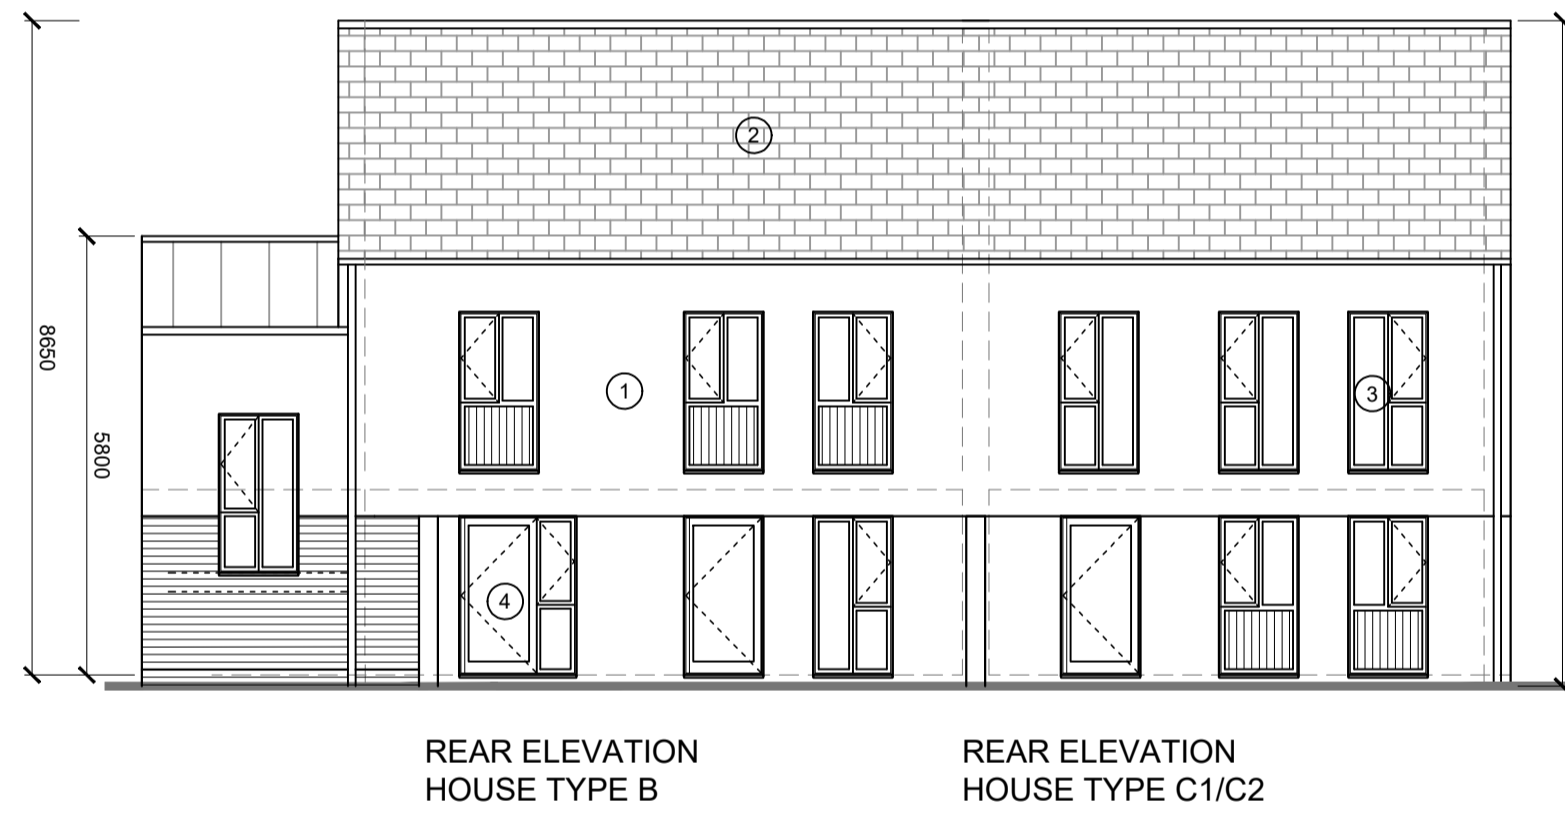 2
8650
5800
1
3
4
REAR ELEVATION
HOUSE TYPE B
REAR ELEVATION
HOUSE TYPE C1/C2